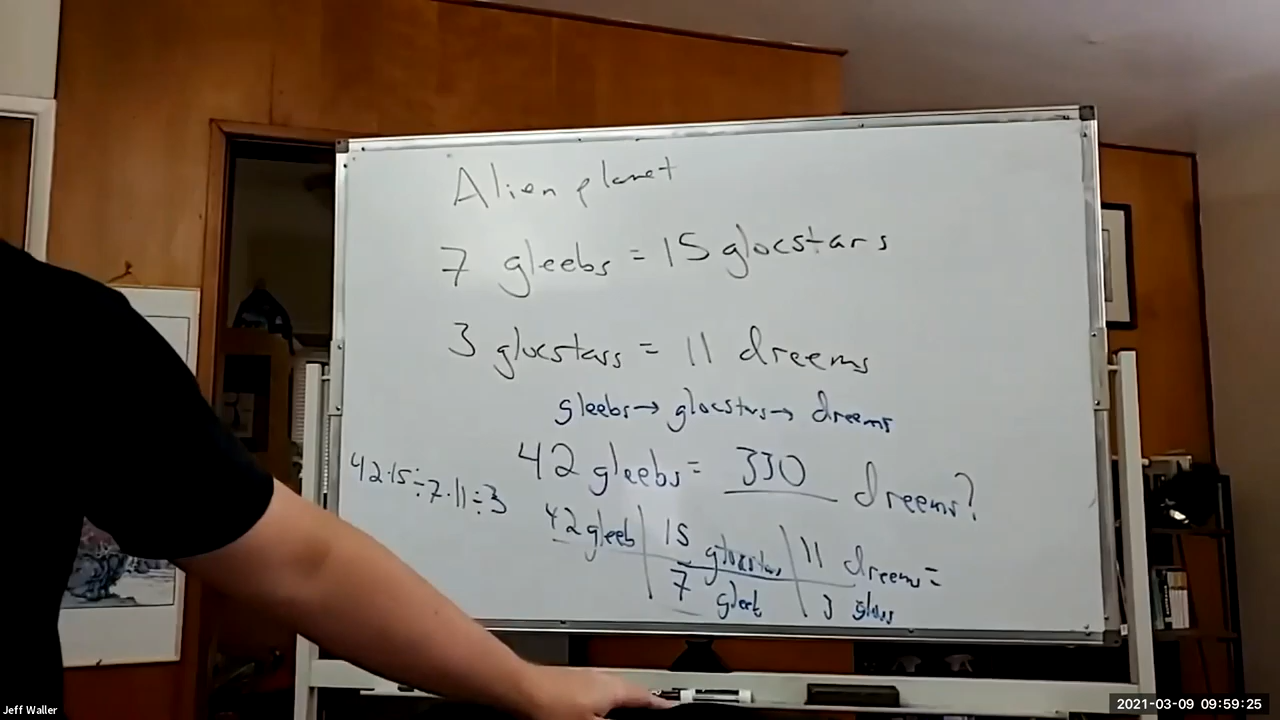 Alien planet
7 gleebs = 15 glocstars
3 glocstars = 11 dreems
gleebs → glocstars → dreems
42 gleebs = 330 dreems?
42·15÷7·11÷3
42 gleeb | 15 glocstars | 11 dreems =
7 gleeb | 3 glocs
Jeff Waller
2021-03-09 09:59:25